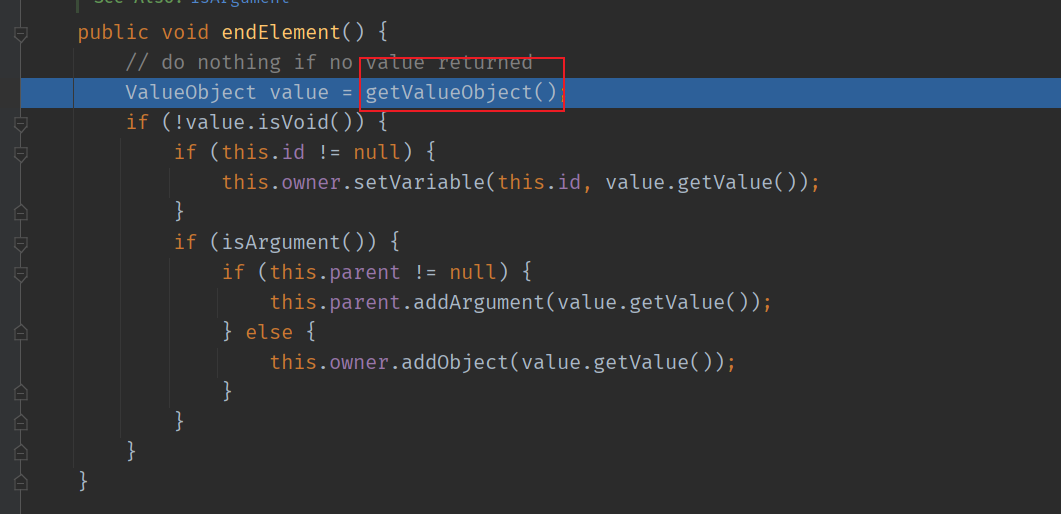 See Also: isArgument
public void endElement() {
    // do nothing if no value returned
    ValueObject value = getValueObject();
    if (!value.isVoid()) {
        if (this.id != null) {
            this.owner.setVariable(this.id, value.getValue());
        }
        if (isArgument()) {
            if (this.parent != null) {
                this.parent.addArgument(value.getValue());
            } else {
                this.owner.addObject(value.getValue());
            }
        }
    }
}